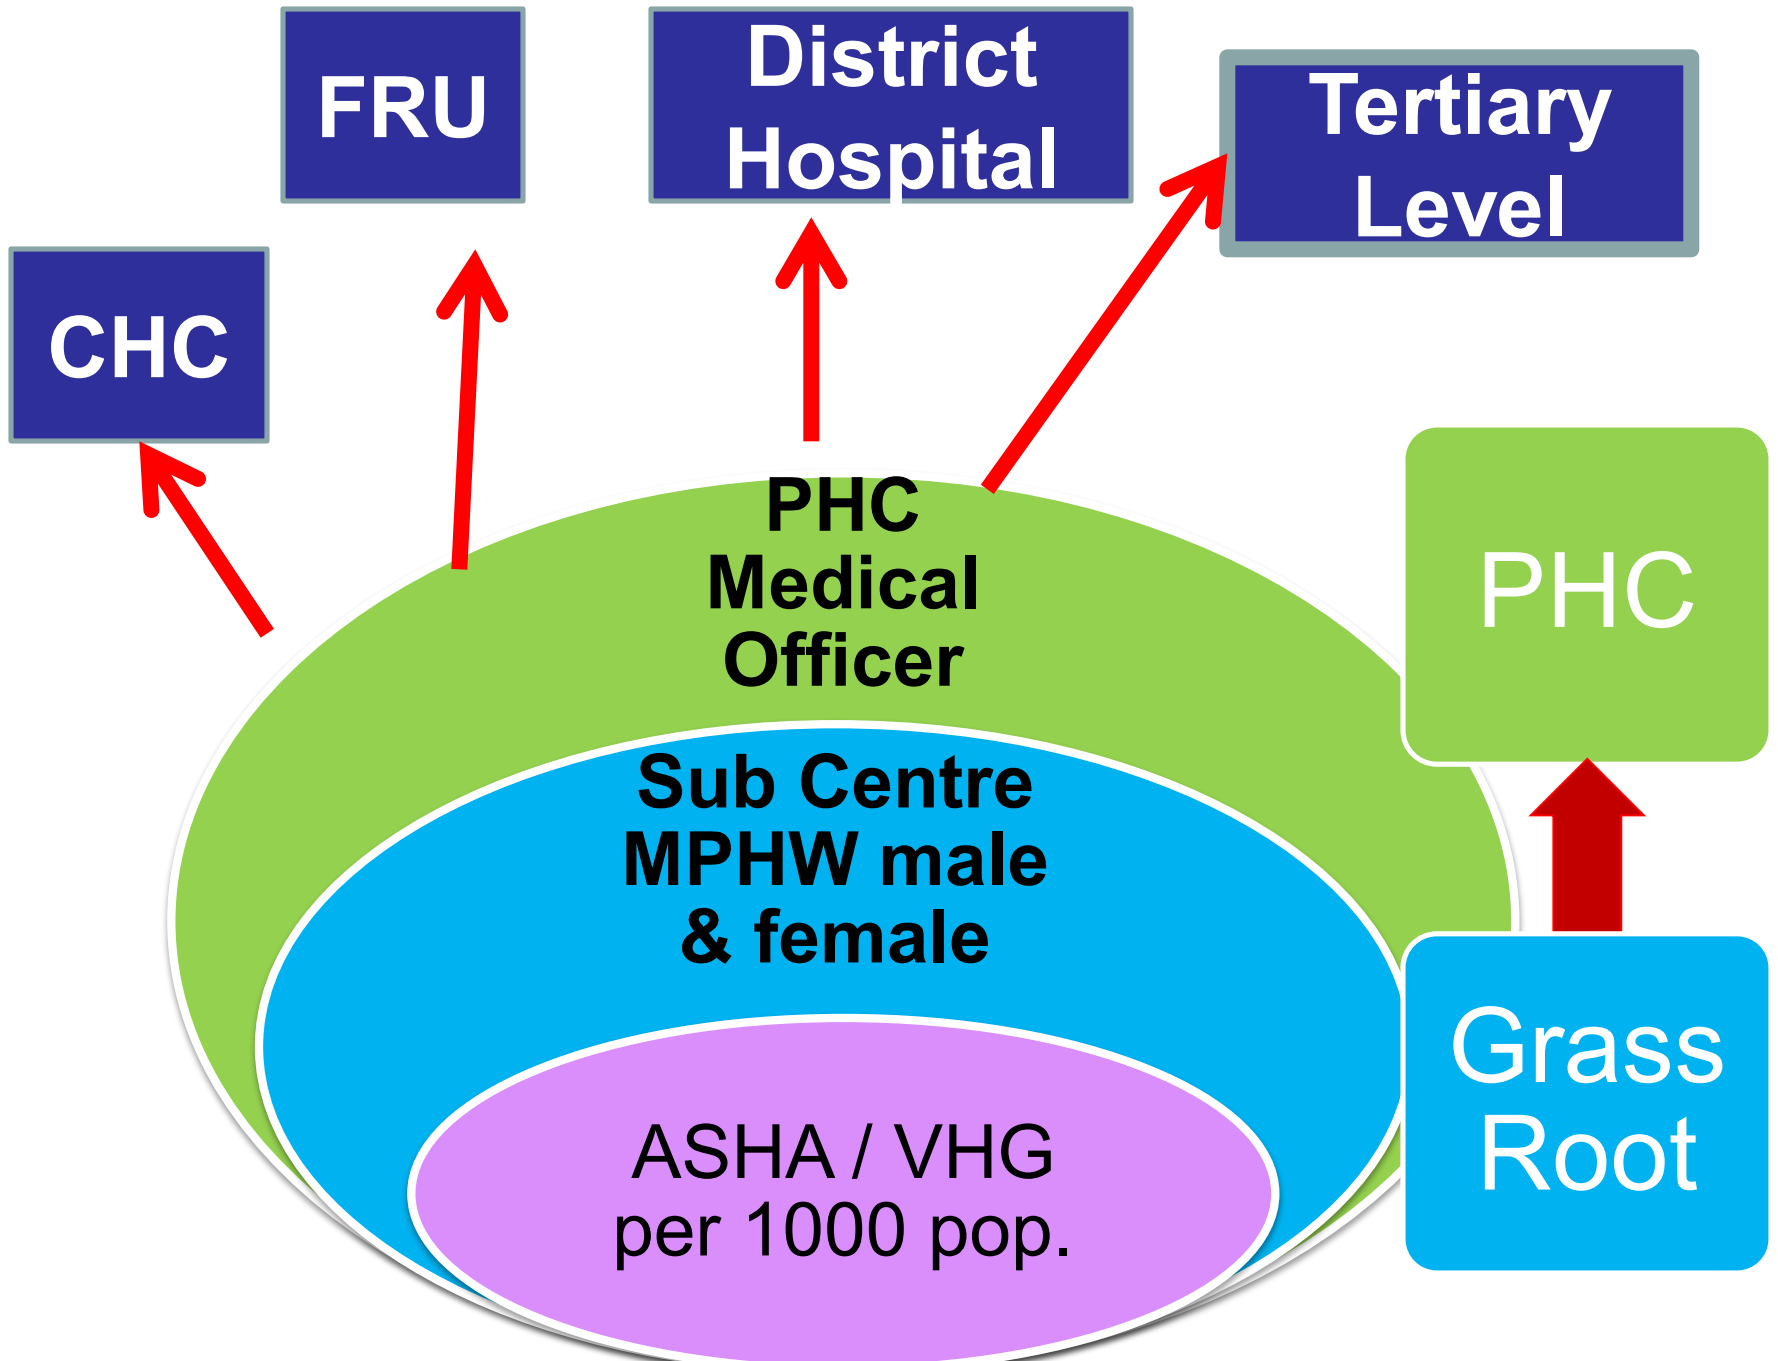 FRU
District
Hospital
Tertiary
Level
CHC
PHC
Medical
Officer
PHC
Sub Centre
MPHW male
& female
Grass
Root
ASHA / VHG
per 1000 pop.